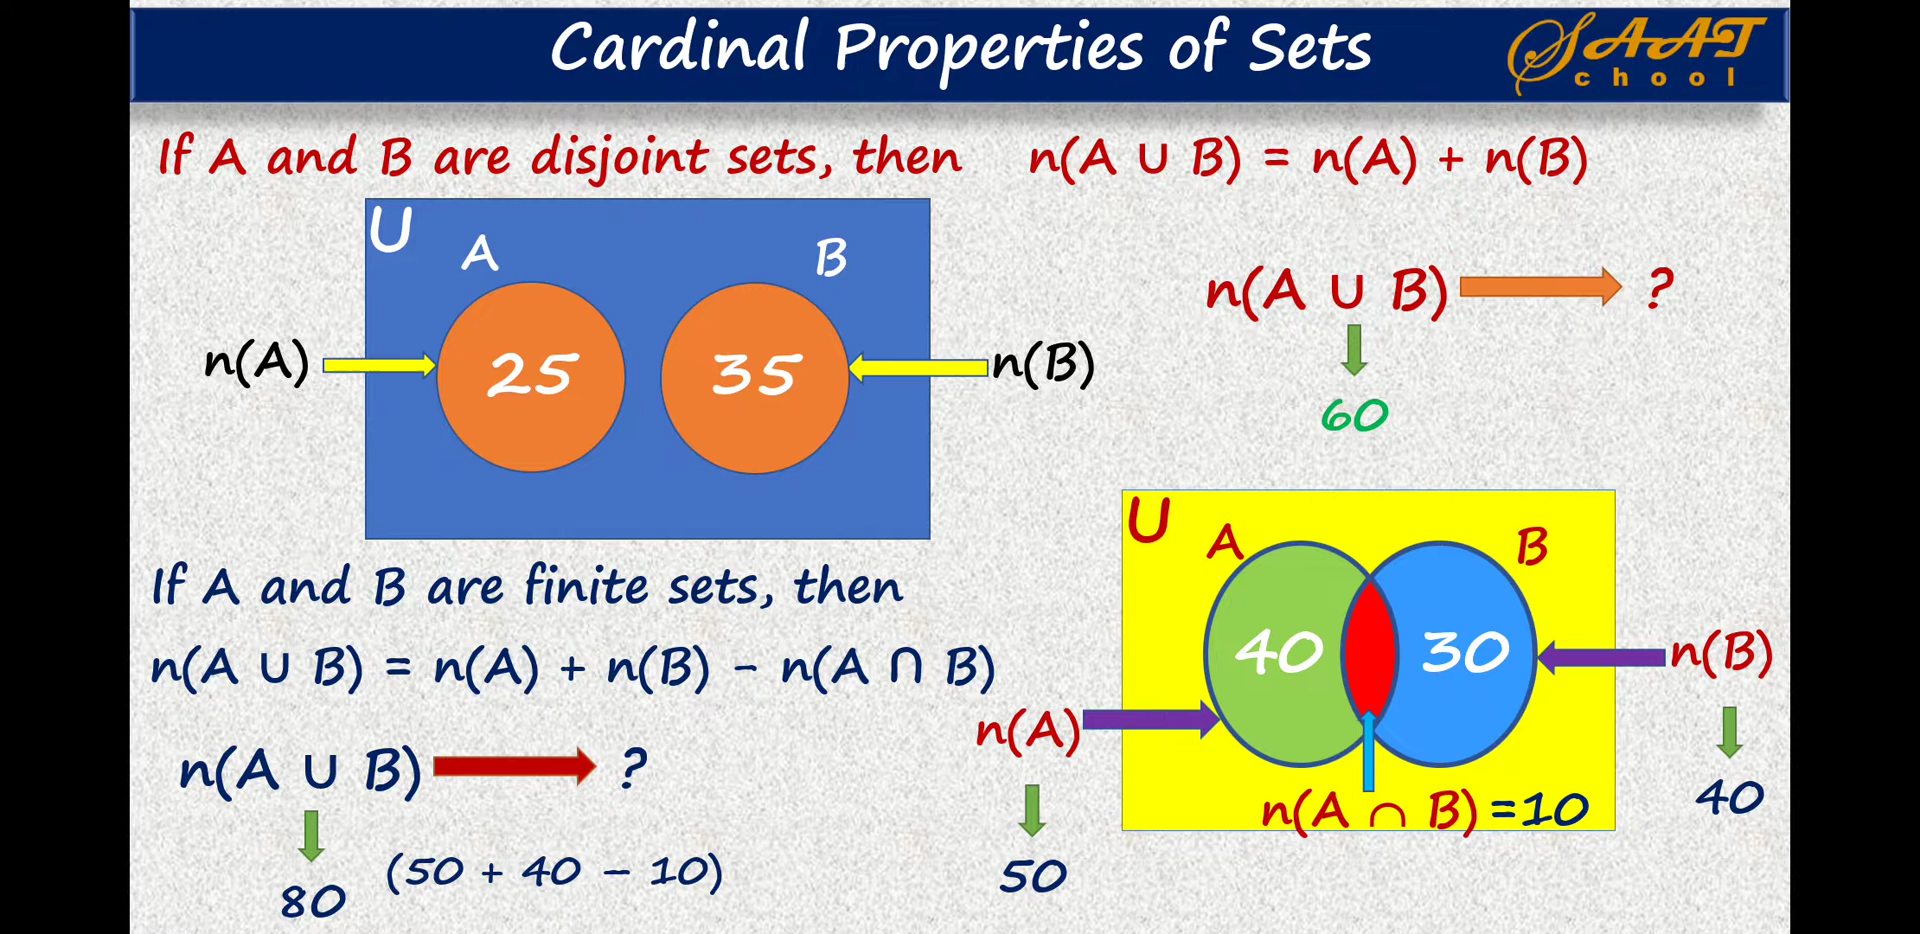 Cardinal Properties of Sets
SAAT
chool
If A and B are disjoint sets, then n(A ∪ B) = n(A) + n(B)
U
A
B
n(A)
25
35
n(B)
n(A ∪ B) ?
60
If A and B are finite sets, then
n(A ∪ B) = n(A) + n(B) - n(A ∩ B)
n(A ∪ B) ?
80 (50 + 40 - 10)
U
A
B
40
30
n(B)
40
n(A)
50
n(A ∩ B) = 10